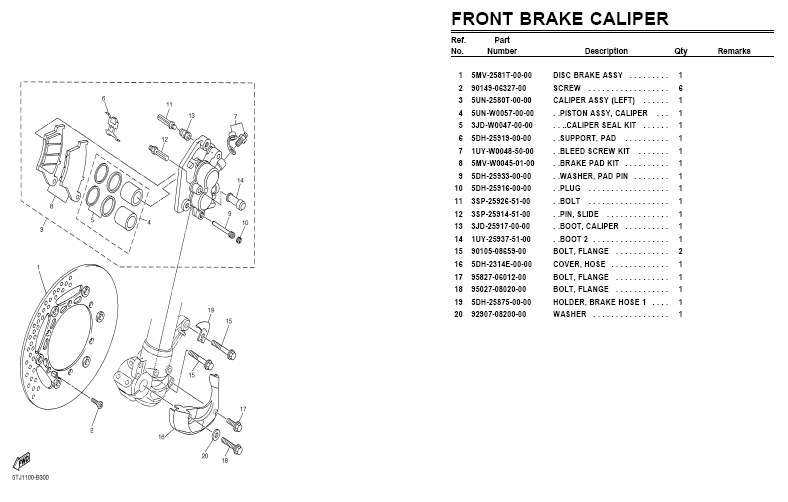 FRONT BRAKE CALIPER
Ref. Part
No. Number Description Qty Remarks
1 5MV-2581T-00-00 DISC BRAKE ASSY ......... 1
2 90149-06327-00 SCREW .................. 6
3 5UN-2580T-00-00 CALIPER ASSY (LEFT) ...... 1
4 5UN-W0057-00-00 ..PISTON ASSY, CALIPER ... 1
5 3JD-W0047-00-00 ....CALIPER SEAL KIT ...... 1
6 5DH-25919-00-00 ..SUPPORT, PAD .......... 1
7 1UY-W0048-50-00 ..BLEED SCREW KIT ....... 1
8 5MV-W0045-01-00 ..BRAKE PAD KIT .......... 1
9 5DH-25933-00-00 ..WASHER, PAD PIN ........ 1
10 5DH-25916-00-00 ..PLUG .................. 1
11 3SP-25926-51-00 ..BOLT .................. 1
12 3SP-25914-51-00 ..PIN, SLIDE .............. 1
13 3JD-25917-00-00 ..BOOT, CALIPER .......... 1
14 1UY-25937-51-00 ..BOOT 2 ................ 1
15 90105-08659-00 BOLT, FLANGE ............ 2
16 5DH-2314E-00-00 COVER, HOSE ............ 1
17 95827-06012-00 BOLT, FLANGE ............ 1
18 95027-08020-00 BOLT, FLANGE ............ 1
19 5DH-25875-00-00 HOLDER, BRAKE HOSE 1 .... 1
20 92907-08200-00 WASHER ................ 1
6
11
13
7
12
14
5
4
8
9
10
3
1
19
15
15
2
17
16
20
18
FWD
5TJ1100-B300